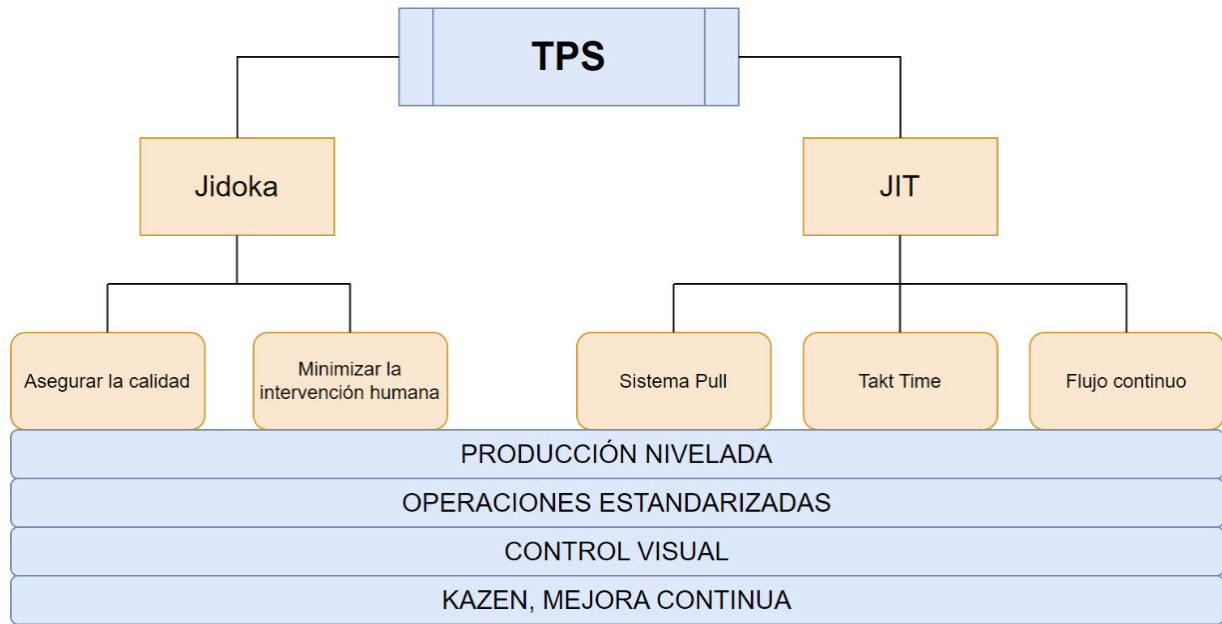 TPS
Jidoka
JIT
Asegurar la calidad
Minimizar la
intervención humana
Sistema Pull
Takt Time
Flujo continuo
PRODUCCIÓN NIVELADA
OPERACIONES ESTANDARIZADAS
CONTROL VISUAL
KAZEN, MEJORA CONTINUA